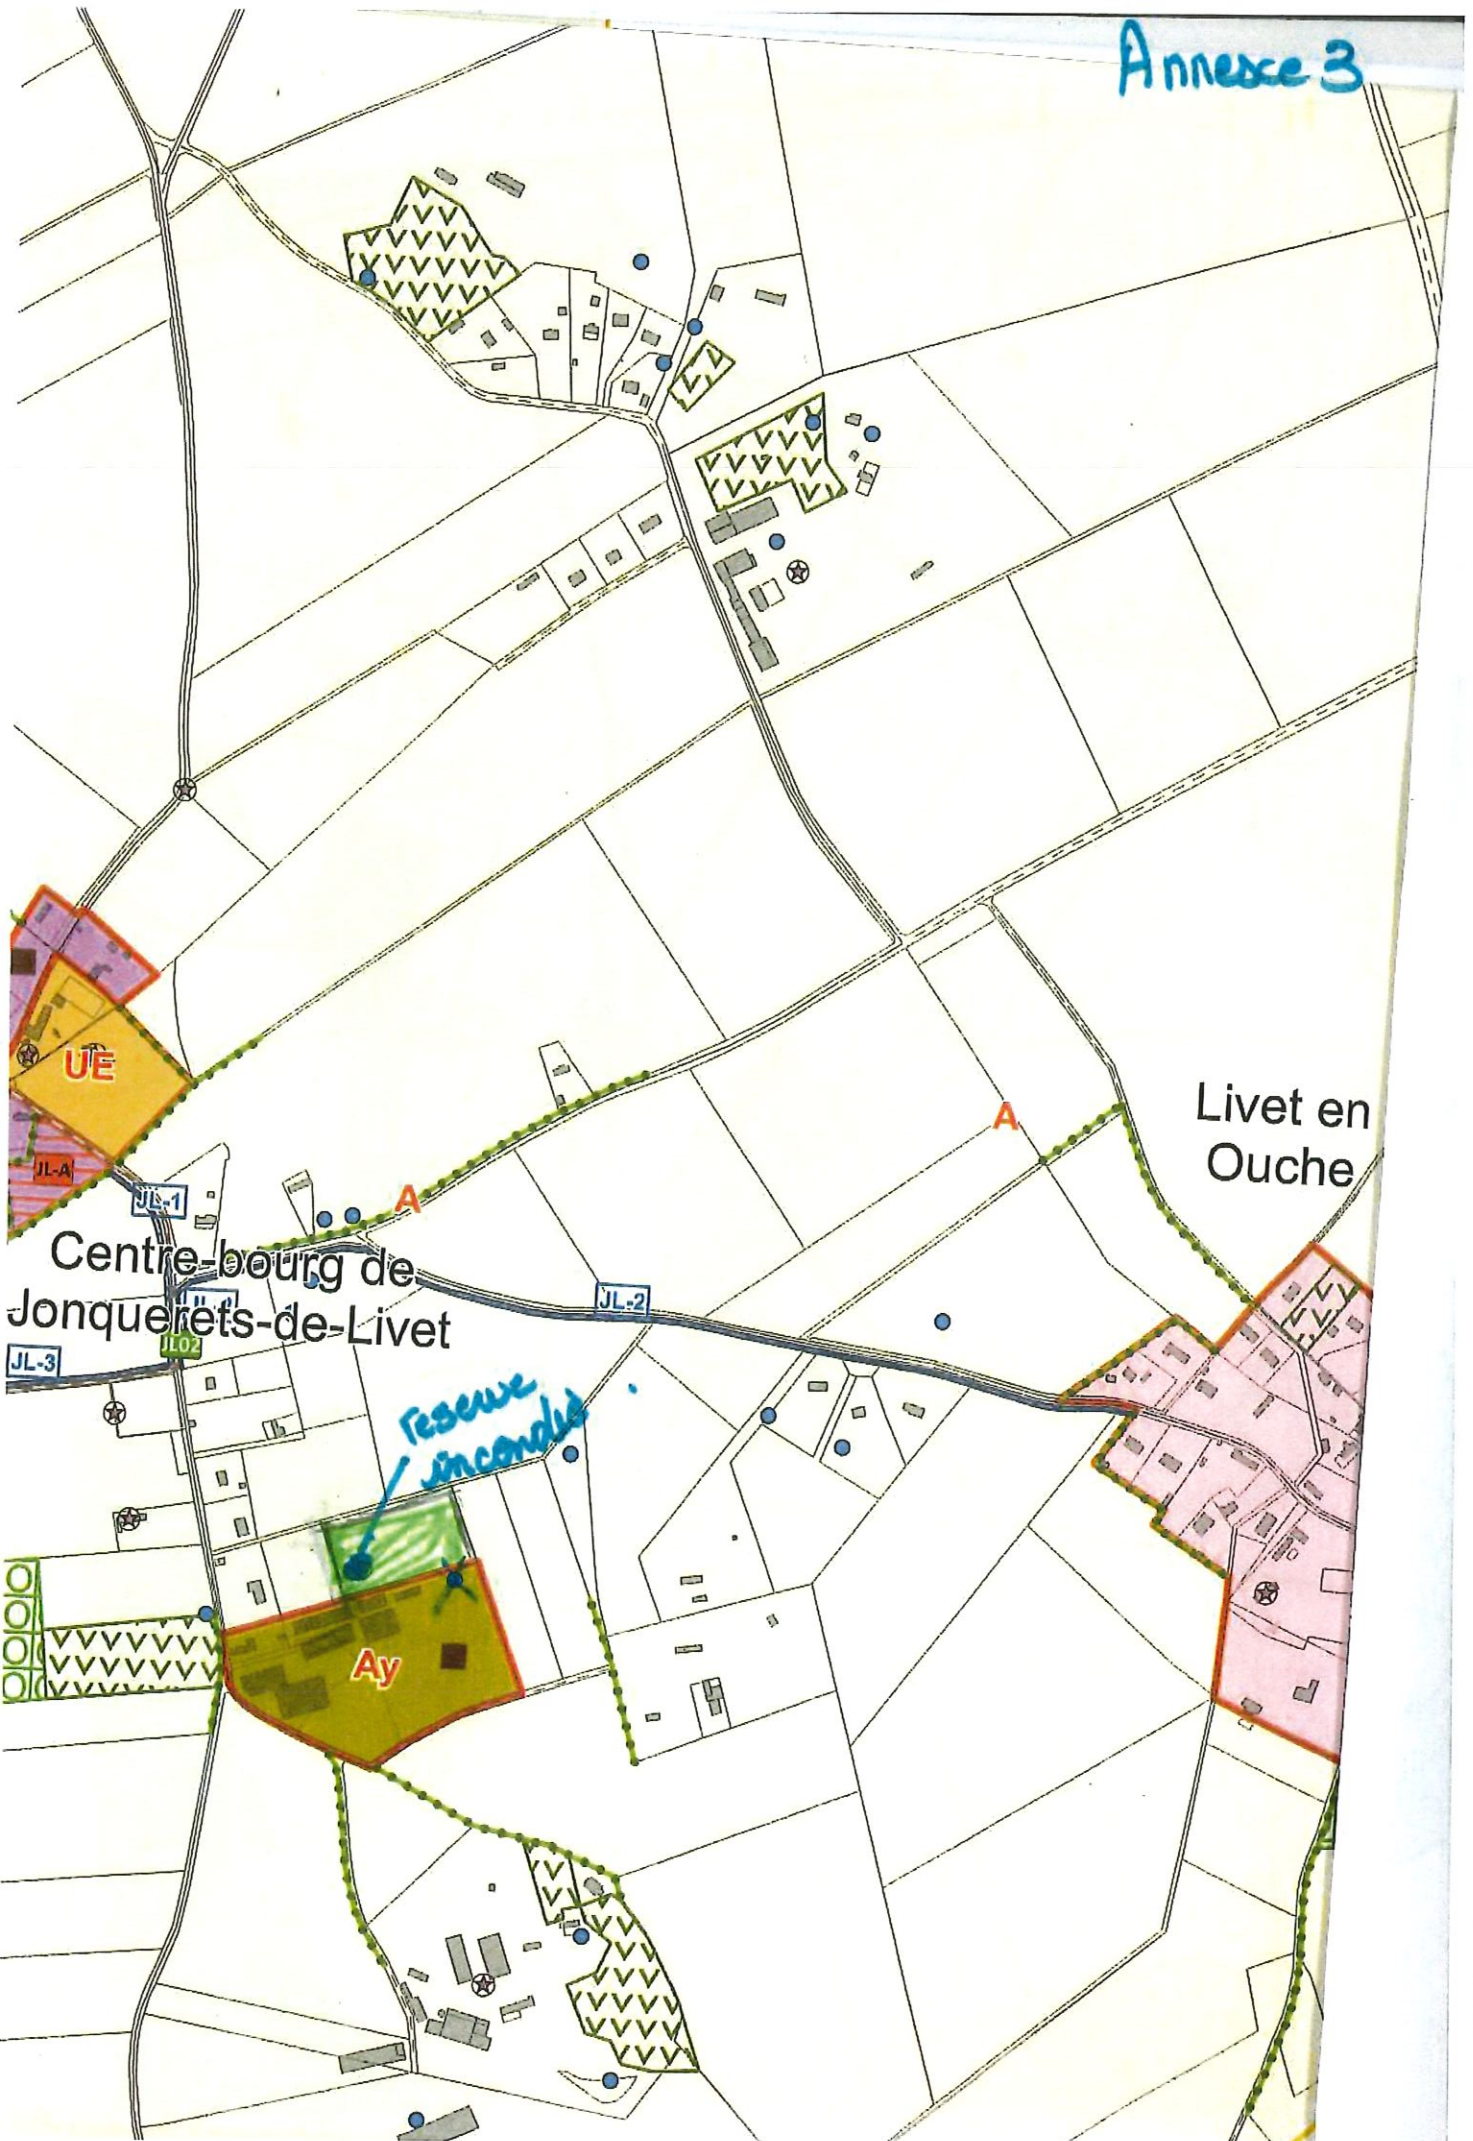 Annexe 3
UE
A
Livet en
Ouche
JL-A
JL-1
A
Centre-bourg de
JL-2
Jonquerets-de-Livet
JL02
JL-3
reserve
incendie
Ay